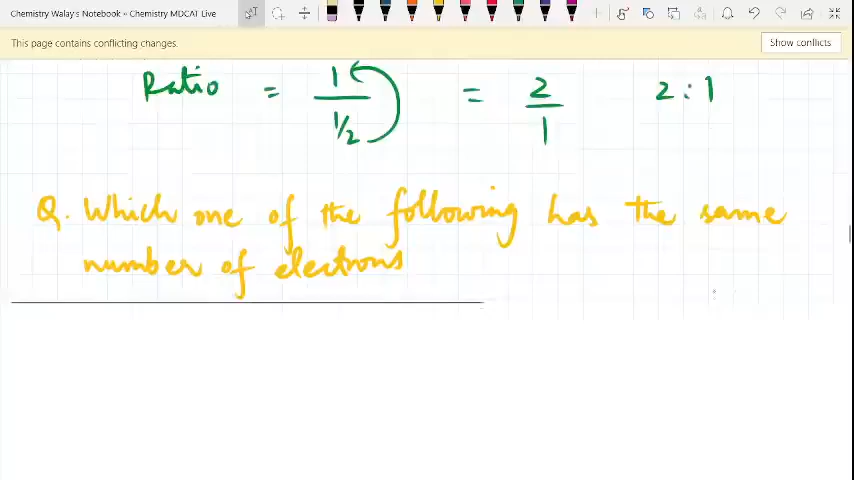 Chemistry Walay's Notebook » Chemistry MDCAT Live
This page contains conflicting changes.
Show conflicts
Ratio = 1 / 1/2 = 2 / 1 2 : 1
Q. Which one of the following has the same
number of electrons